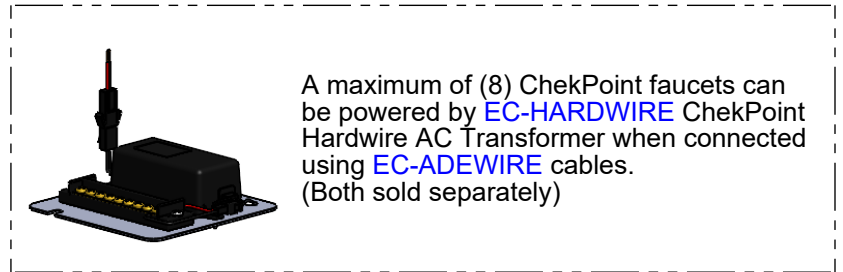 A maximum of (8) ChekPoint faucets can
be powered by EC-HARDWIRE ChekPoint
Hardwire AC Transformer when connected
using EC-ADEWIRE cables.
(Both sold separately)